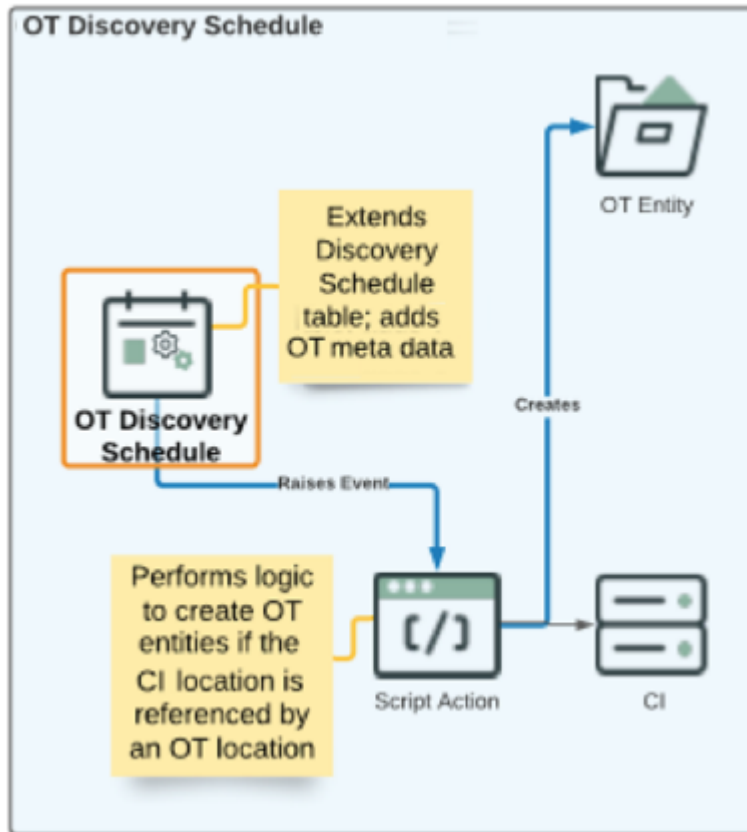 OT Discovery Schedule
OT Entity
Extends
Discovery
Schedule
table; adds
OT meta data
OT Discovery
Schedule
Creates
Raises Event
Performs logic
to create OT
entities if the
CI location is
referenced by
an OT location
Script Action
CI